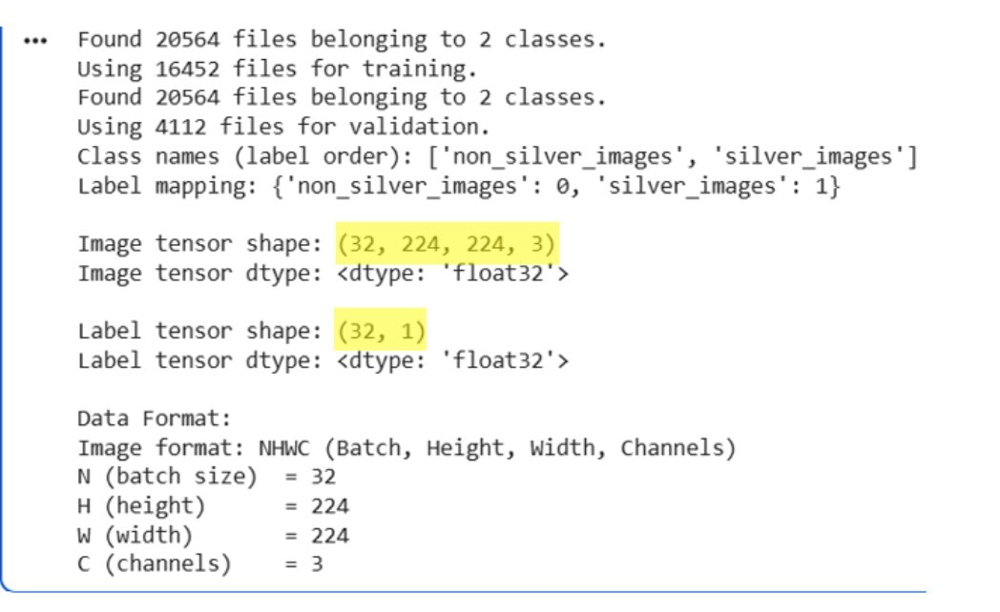 ••• Found 20564 files belonging to 2 classes.
Using 16452 files for training.
Found 20564 files belonging to 2 classes.
Using 4112 files for validation.
Class names (label order): ['non_silver_images', 'silver_images']
Label mapping: {'non_silver_images': 0, 'silver_images': 1}
Image tensor shape: (32, 224, 224, 3)
Image tensor dtype: <dtype: 'float32'>
Label tensor shape: (32, 1)
Label tensor dtype: <dtype: 'float32'>
Data Format:
Image format: NHWC (Batch, Height, Width, Channels)
N (batch size)  = 32
H (height)      = 224
W (width)       = 224
C (channels)    = 3